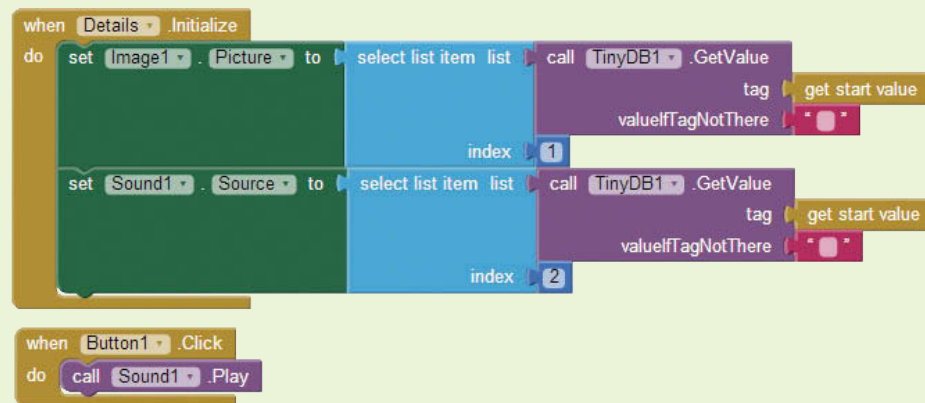 when Details .Initialize
do set Image1 . Picture to select list item list call TinyDB1 .GetValue
tag get start value
valueIfTagNotThere " "
index 1
set Sound1 . Source to select list item list call TinyDB1 .GetValue
tag get start value
valueIfTagNotThere " "
index 2
when Button1 .Click
do call Sound1 .Play